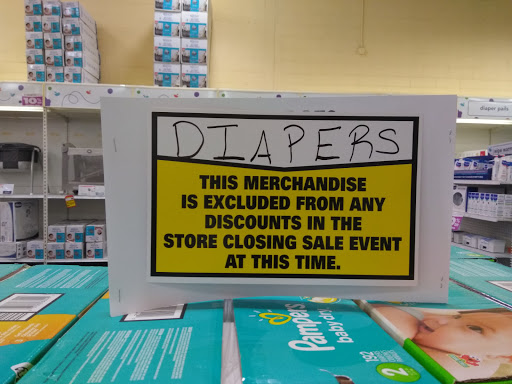 diaper pails
DIAPERS
THIS MERCHANDISE
IS EXCLUDED FROM ANY
DISCOUNTS IN THE
STORE CLOSING SALE EVENT
AT THIS TIME.
Pampers
baby dry
2